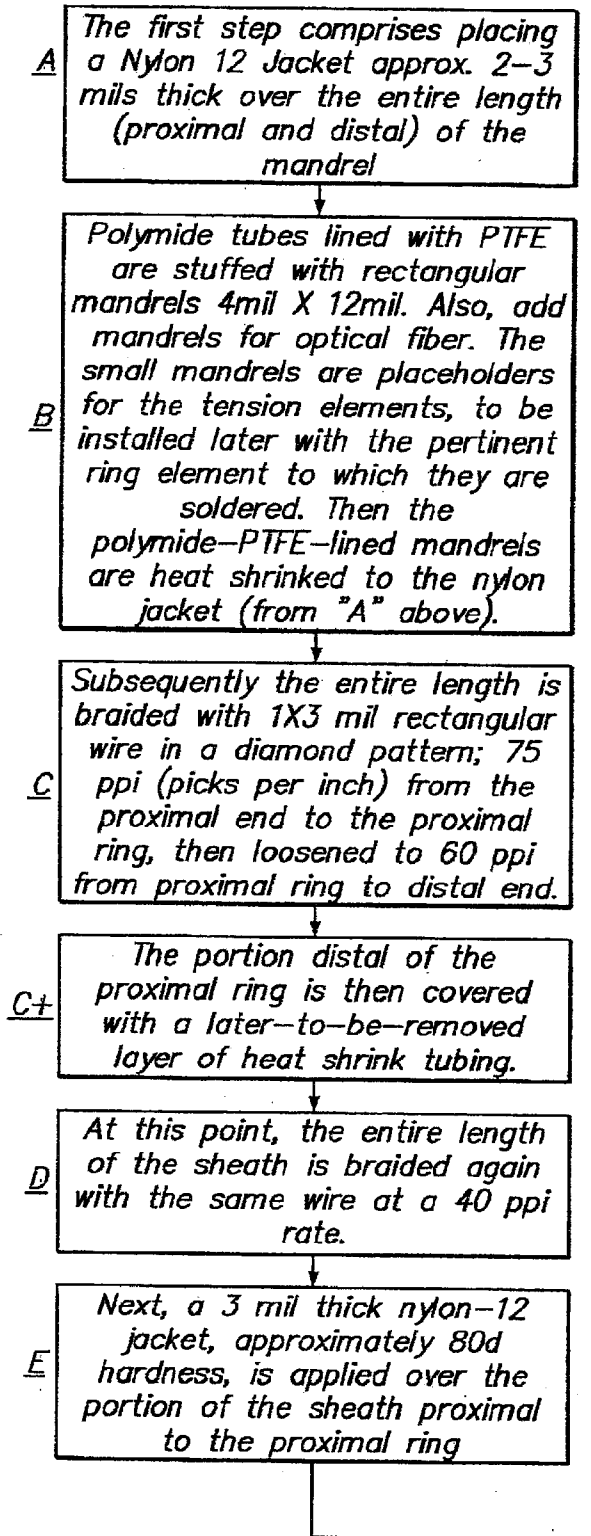 A
The first step comprises placing
a Nylon 12 Jacket approx. 2-3
mils thick over the entire length
(proximal and distal) of the
mandrel
B
Polymide tubes lined with PTFE
are stuffed with rectangular
mandrels 4mil X 12mil. Also, add
mandrels for optical fiber. The
small mandrels are placeholders
for the tension elements, to be
installed later with the pertinent
ring element to which they are
soldered. Then the
polymide-PTFE-lined mandrels
are heat shrinked to the nylon
jacket (from "A" above).
C
Subsequently the entire length is
braided with 1X3 mil rectangular
wire in a diamond pattern; 75
ppi (picks per inch) from the
proximal end to the proximal
ring, then loosened to 60 ppi
from proximal ring to distal end.
C+
The portion distal of the
proximal ring is then covered
with a later-to-be-removed
layer of heat shrink tubing.
D
At this point, the entire length
of the sheath is braided again
with the same wire at a 40 ppi
rate.
E
Next, a 3 mil thick nylon-12
jacket, approximately 80d
hardness, is applied over the
portion of the sheath proximal
to the proximal ring